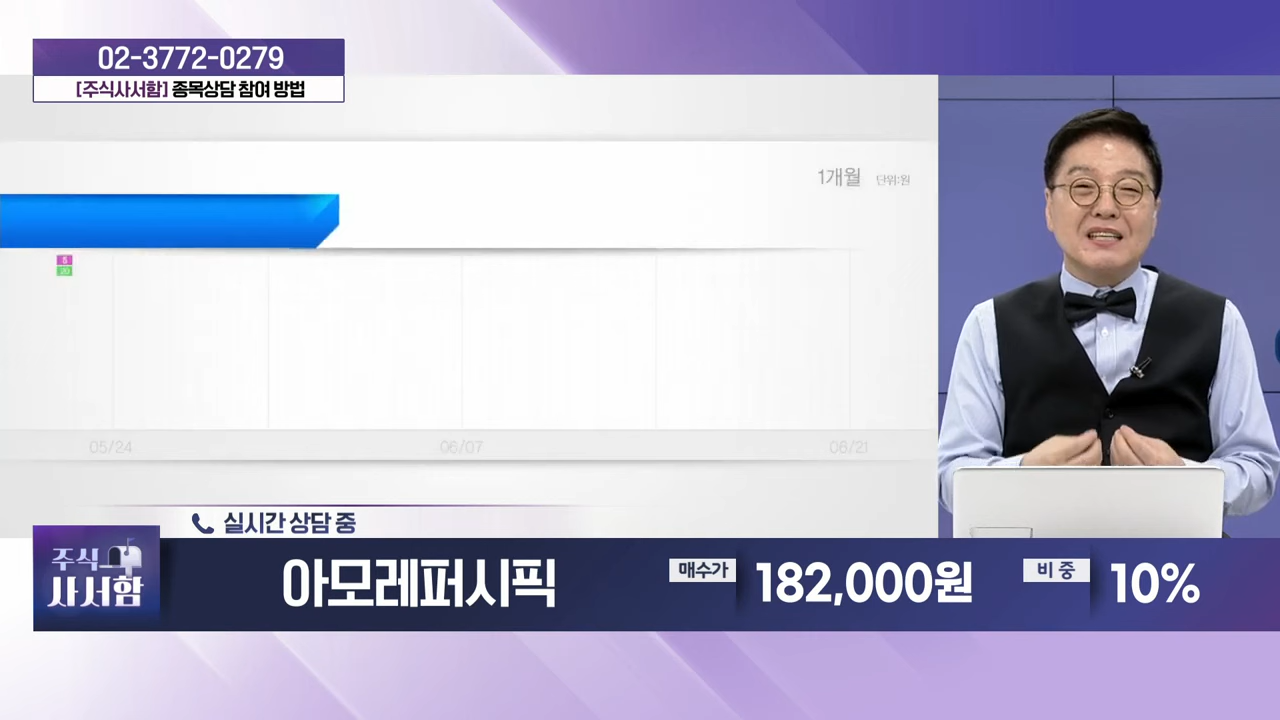 02-3772-0279
[주식사서함] 종목상담 참여 방법
1개월 단위:원
5
20
05/24 06/07 06/21
실시간 상담 중
주식
사서함
아모레퍼시픽 매수가 182,000원 비중 10%